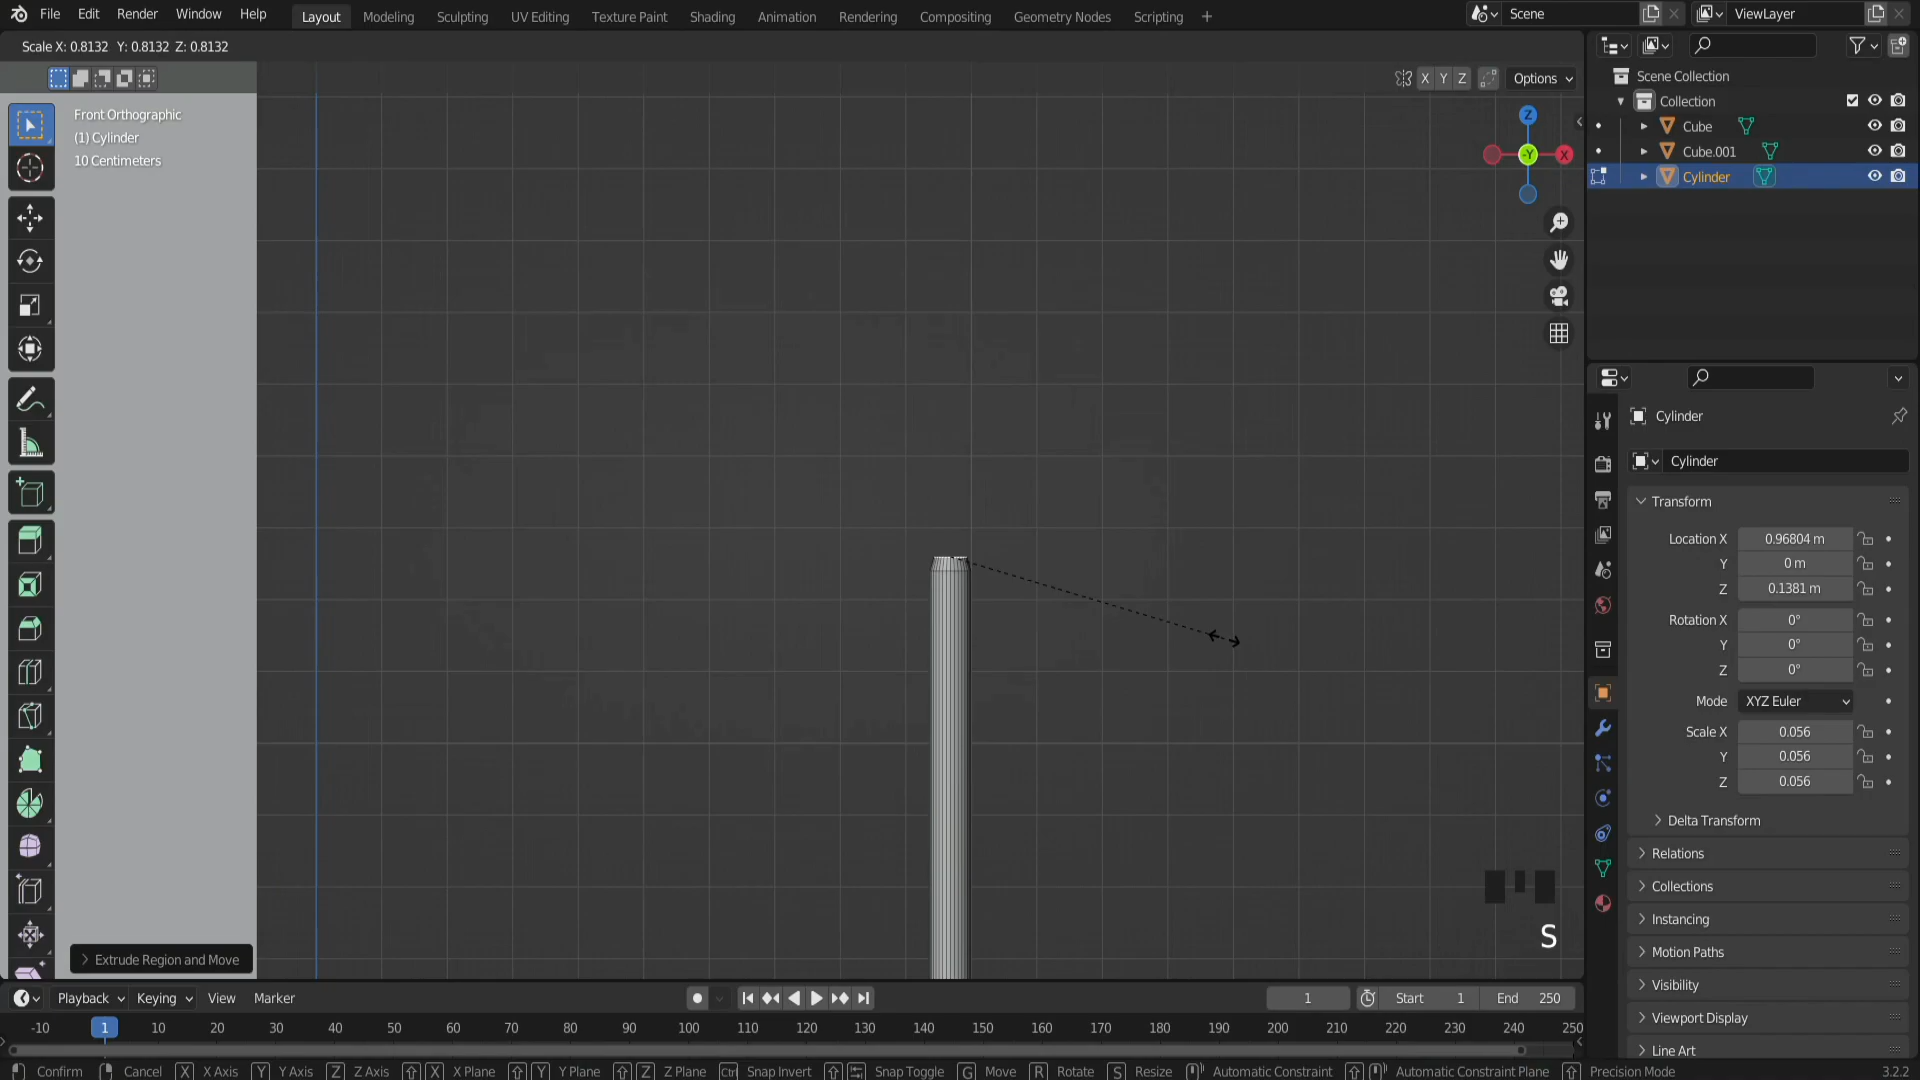 File Edit Render Window Help Layout Modeling Sculpting UV Editing Texture Paint Shading Animation Rendering Compositing Geometry Nodes Scripting + Scene ViewLayer
Scale X: 0.8132 Y: 0.8132 Z: 0.8132
X Y Z Options
Front Orthographic
(1) Cylinder
10 Centimeters
Z
-Y
X
Scene Collection
Collection
Cube
Cube.001
Cylinder
Cylinder
Cylinder
Transform
Location X 0.96804 m
Y 0 m
Z 0.1381 m
Rotation X 0°
Y 0°
Z 0°
Mode XYZ Euler
Scale X 0.056
Y 0.056
Z 0.056
Delta Transform
Relations
Collections
Instancing
Motion Paths
Visibility
Viewport Display
Line Art
S
Extrude Region and Move
Playback Keying View Marker 1 Start 1 End 250
-10 1 10 20 30 40 50 60 70 80 90 100 110 120 130 140 150 160 170 180 190 200 210 220 230 240 250
Confirm Cancel X X Axis Y Y Axis Z Z Axis X X Plane Y Y Plane Z Z Plane Ctrl Snap Invert Snap Toggle G Move R Rotate S Resize Automatic Constraint Automatic Constraint Plane Precision Mode 3.2.2